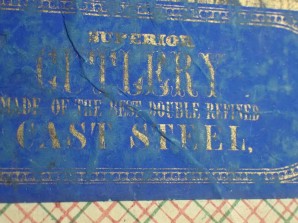 SUPERIOR
CUTLERY
MADE OF THE BEST DOUBLE REFINED
CAST STEEL,